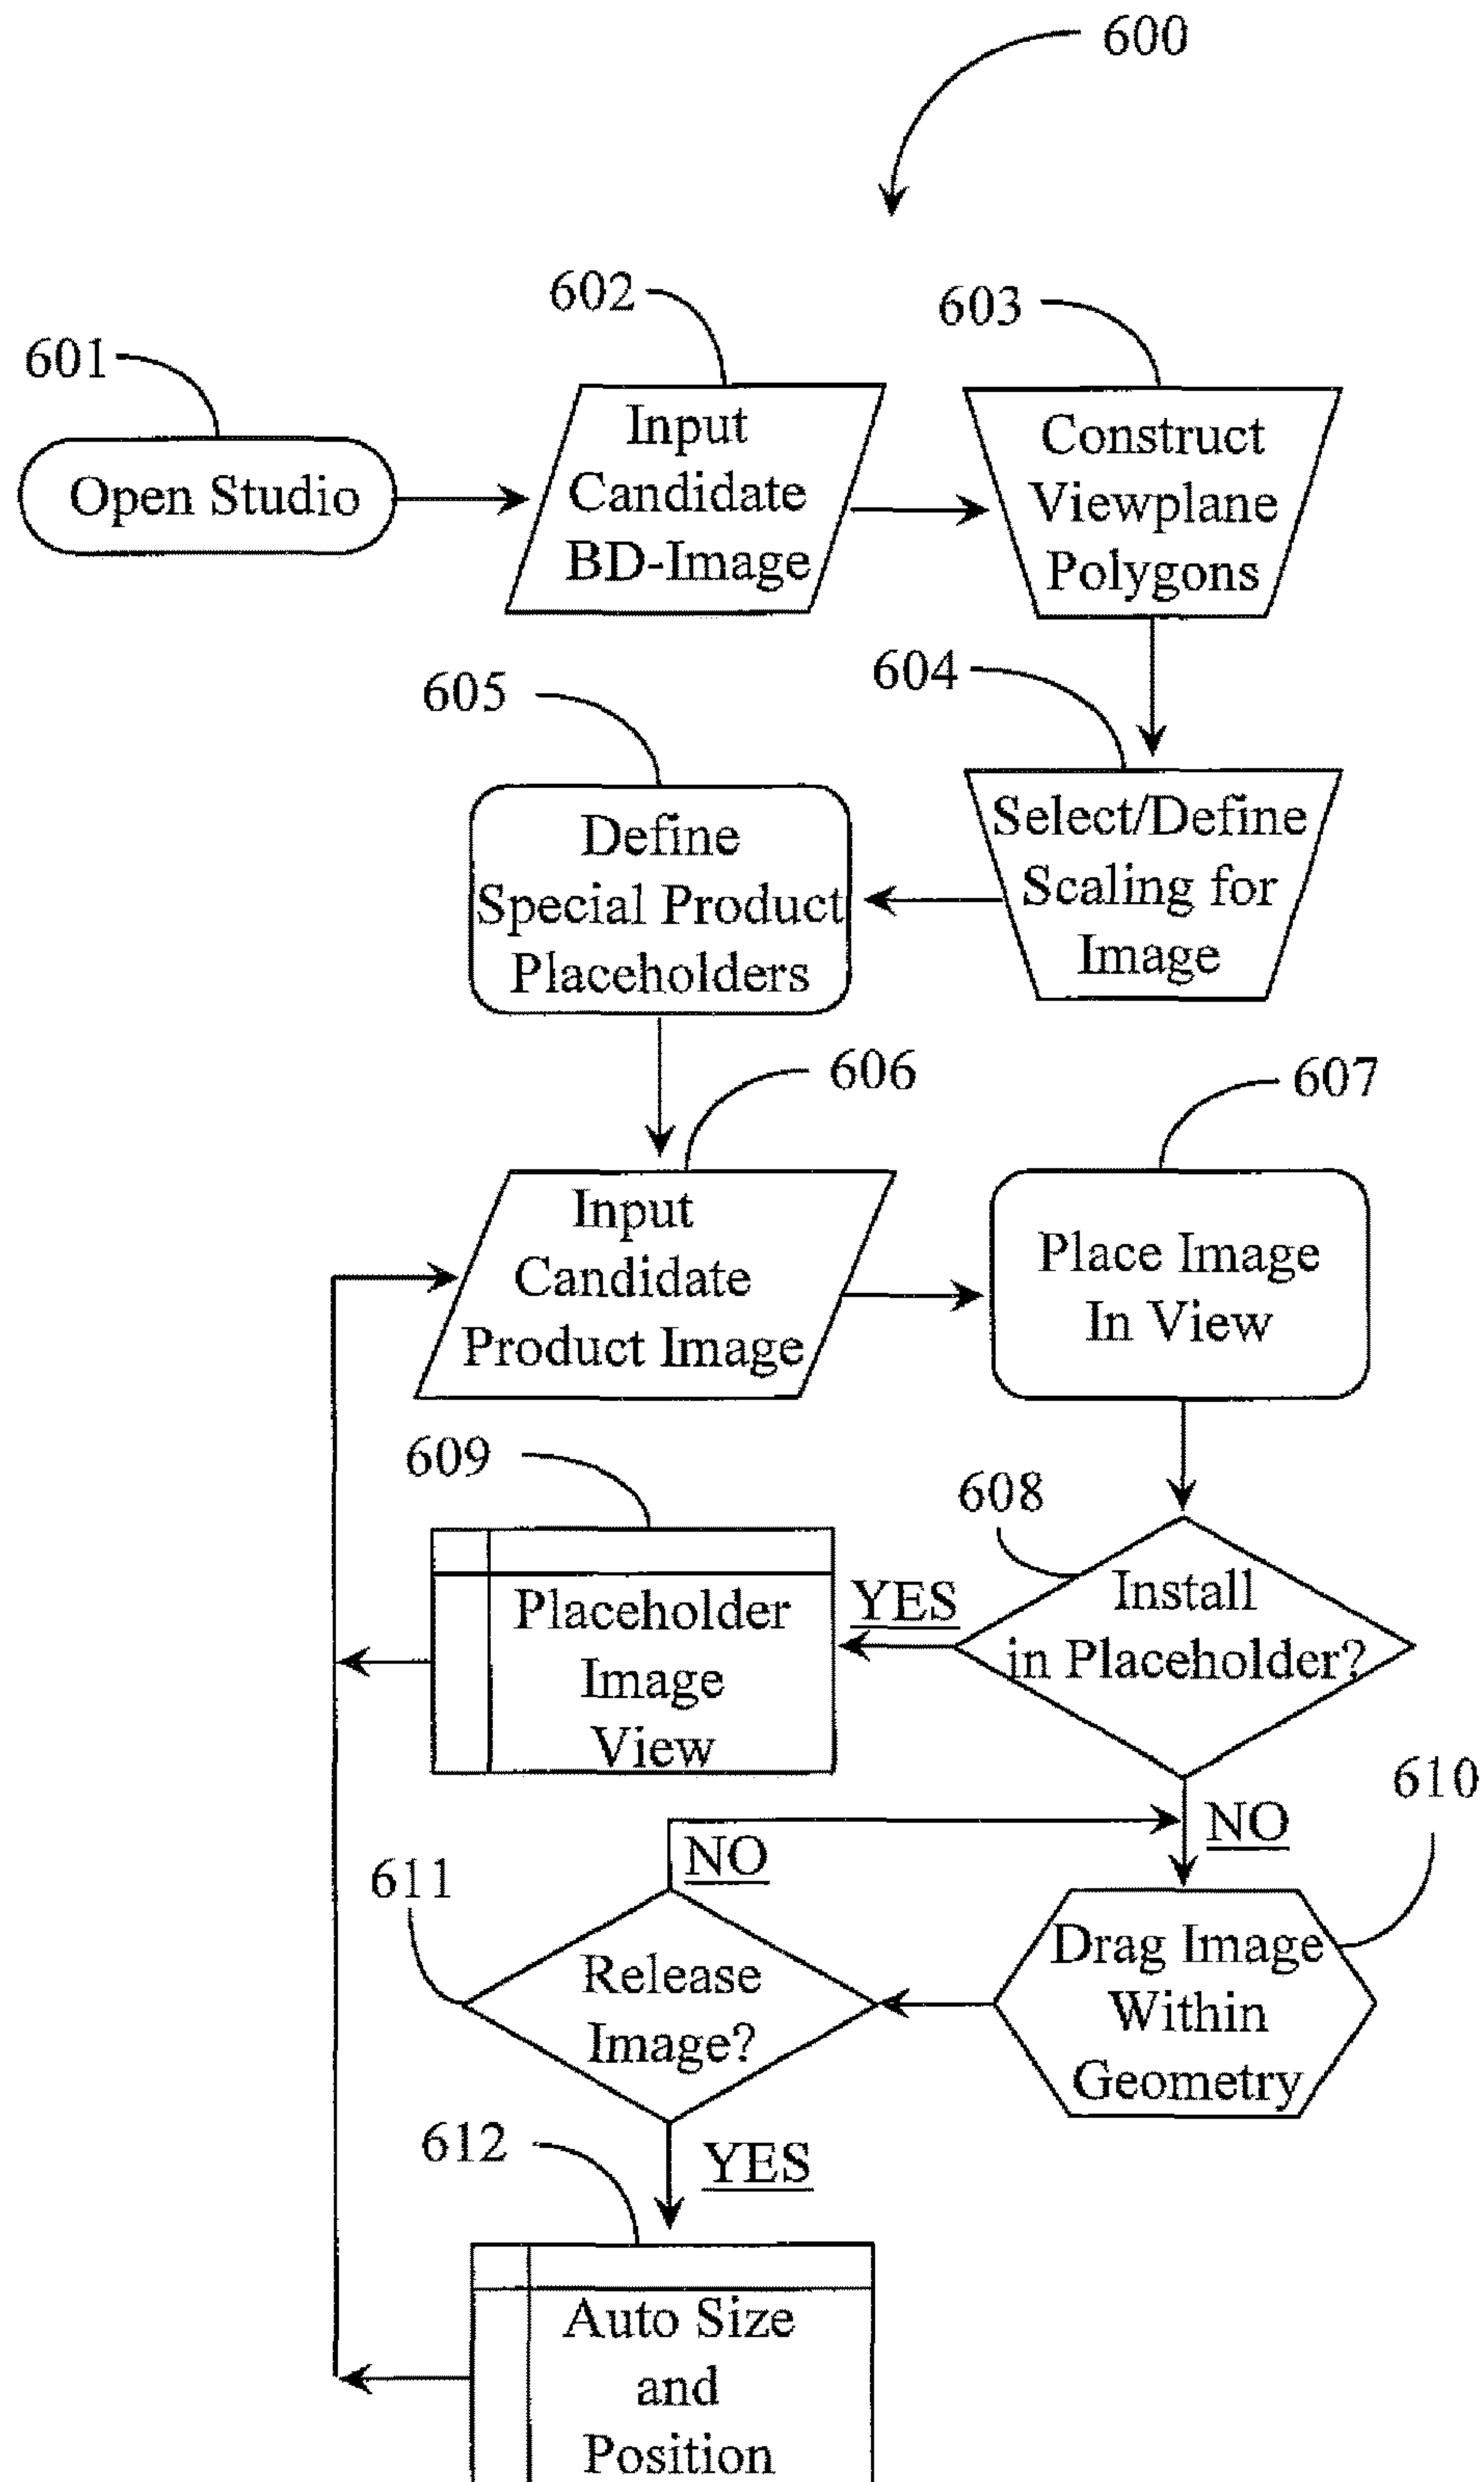 600
602
603
601
Input
Candidate
BD-Image
Construct
Viewplane
Polygons
Open Studio
605
604
Define
Special Product
Placeholders
Select/Define
Scaling for
Image
606
607
Input
Candidate
Product Image
Place Image
In View
609
608
Placeholder
Image
View
YES
Install
in Placeholder?
610
NO
NO
611
Release
Image?
Drag Image
Within
Geometry
612
YES
Auto Size
and
Position